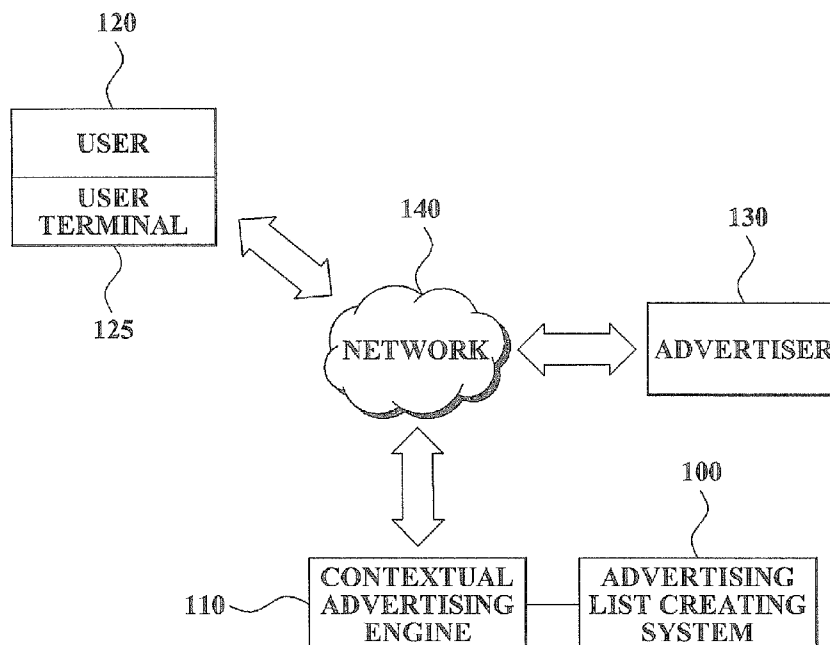 120
USER
USER
TERMINAL
125
140
NETWORK
130
ADVERTISER
100
110
CONTEXTUAL
ADVERTISING
ENGINE
ADVERTISING
LIST CREATING
SYSTEM